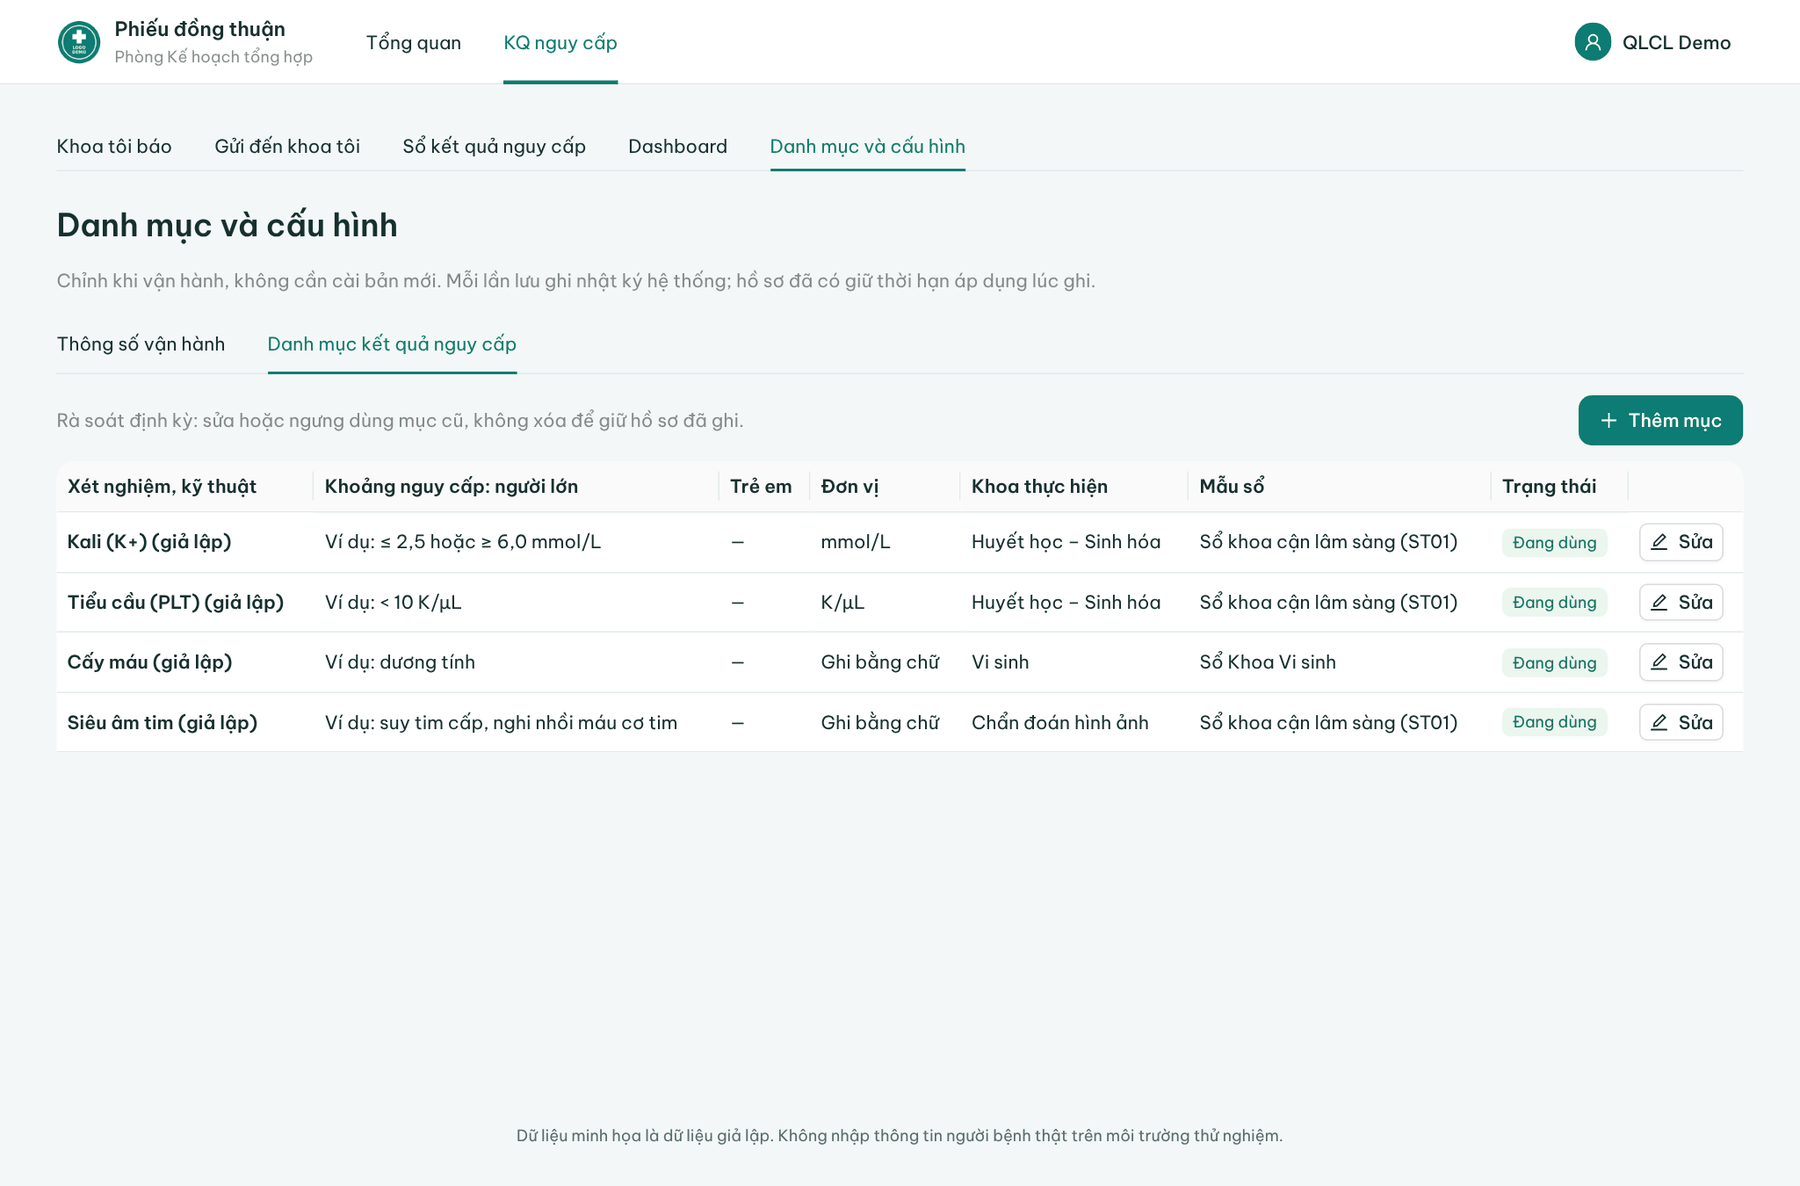 LOGO
DEMO
Phiếu đồng thuận
Phòng Kế hoạch tổng hợp
Tổng quan
KQ nguy cấp
QLCL Demo
Khoa tôi báo
Gửi đến khoa tôi
Sổ kết quả nguy cấp
Dashboard
Danh mục và cấu hình
Danh mục và cấu hình
Chỉnh khi vận hành, không cần cài bản mới. Mỗi lần lưu ghi nhật ký hệ thống; hồ sơ đã có giữ thời hạn áp dụng lúc ghi.
Thông số vận hành
Danh mục kết quả nguy cấp
Rà soát định kỳ: sửa hoặc ngưng dùng mục cũ, không xóa để giữ hồ sơ đã ghi.
Thêm mục
Xét nghiệm, kỹ thuật Khoảng nguy cấp: người lớn Trẻ em Đơn vị Khoa thực hiện Mẫu sổ Trạng thái
Kali (K+) (giả lập) Ví dụ: ≤ 2,5 hoặc ≥ 6,0 mmol/L — mmol/L Huyết học – Sinh hóa Sổ khoa cận lâm sàng (ST01) Đang dùng Sửa
Tiểu cầu (PLT) (giả lập) Ví dụ: < 10 K/µL — K/µL Huyết học – Sinh hóa Sổ khoa cận lâm sàng (ST01) Đang dùng Sửa
Cấy máu (giả lập) Ví dụ: dương tính — Ghi bằng chữ Vi sinh Sổ Khoa Vi sinh Đang dùng Sửa
Siêu âm tim (giả lập) Ví dụ: suy tim cấp, nghi nhồi máu cơ tim — Ghi bằng chữ Chẩn đoán hình ảnh Sổ khoa cận lâm sàng (ST01) Đang dùng Sửa
Dữ liệu minh họa là dữ liệu giả lập. Không nhập thông tin người bệnh thật trên môi trường thử nghiệm.